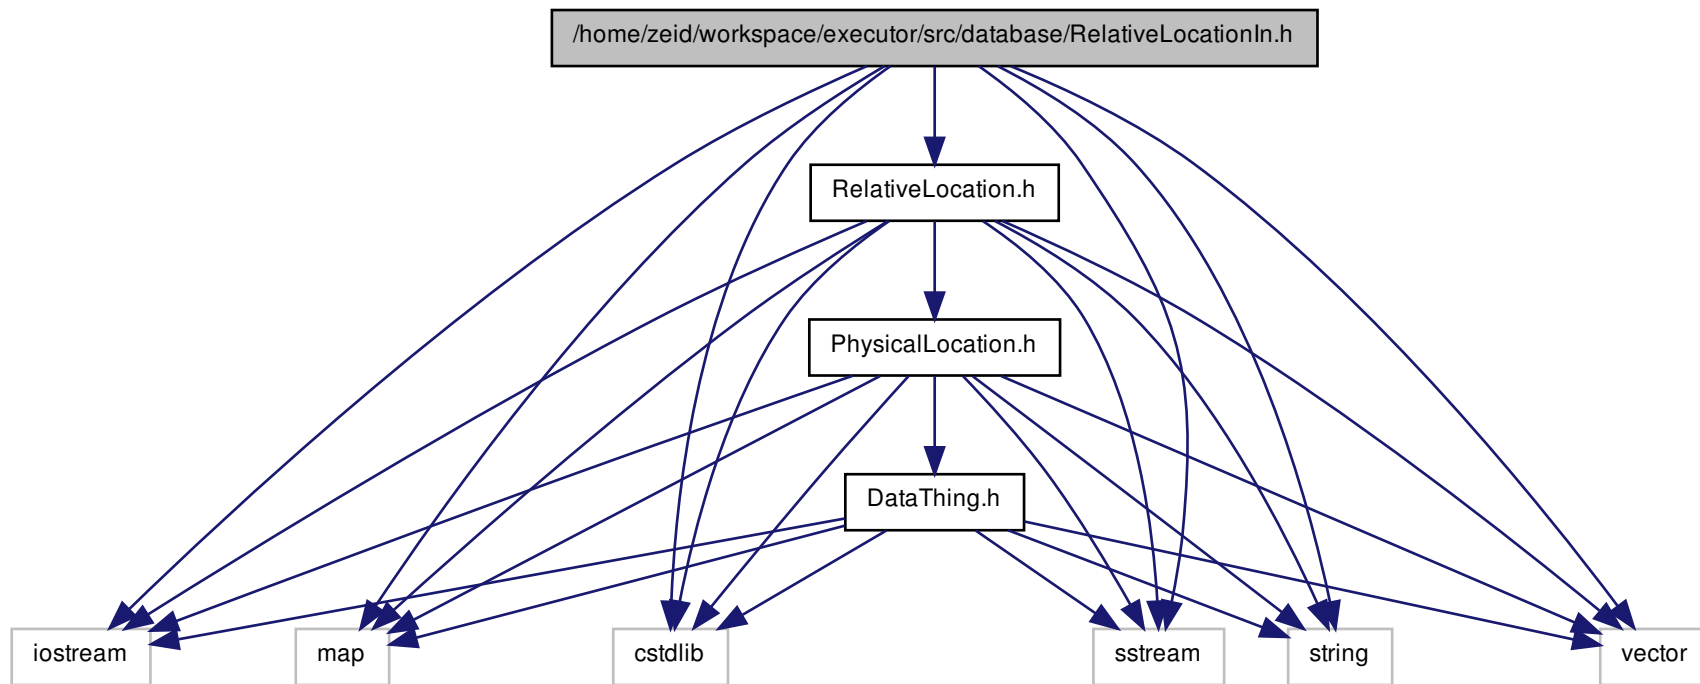 /home/zeid/workspace/executor/src/database/RelativeLocationIn.h
RelativeLocation.h
PhysicalLocation.h
DataThing.h
iostream
map
cstdlib
sstream
string
vector